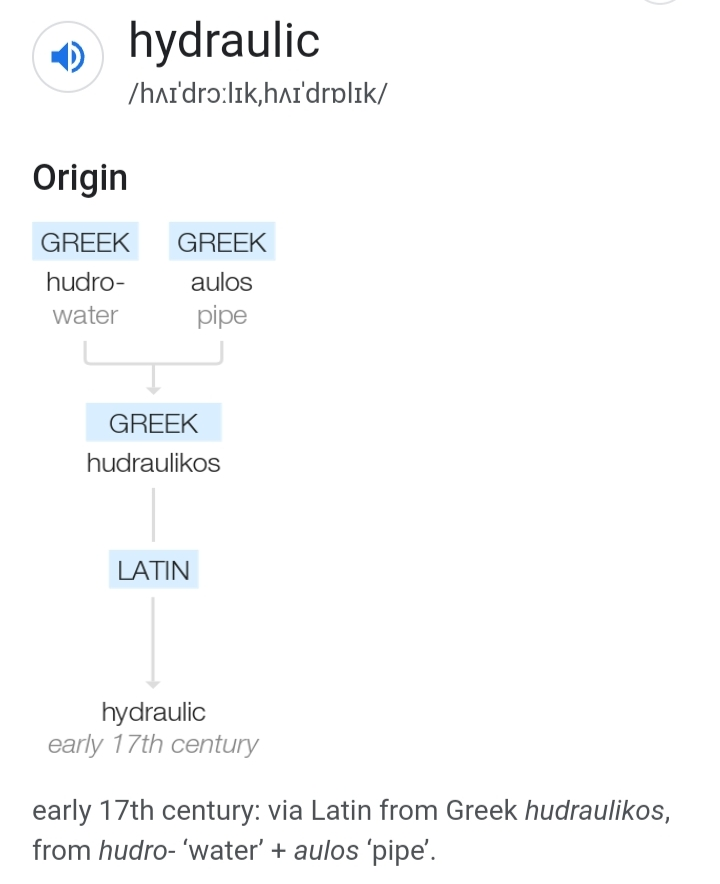 hydraulic
/hʌɪˈdrɔːlɪk,hʌɪˈdrɒlɪk/
Origin
GREEK GREEK
hudro- aulos
water pipe
GREEK
hudraulikos
LATIN
hydraulic
early 17th century
early 17th century: via Latin from Greek hudraulikos,
from hudro- ‘water’ + aulos ‘pipe’.